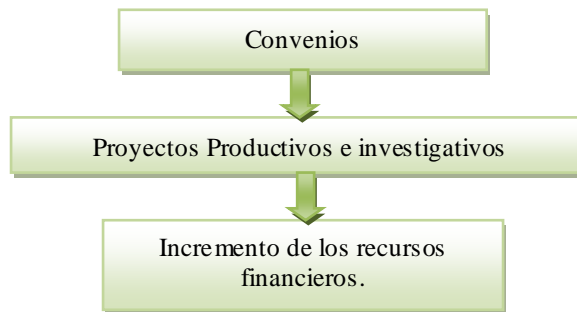 Convenios
Proyectos Productivos e investigativos
Incremento de los recursos
financieros.